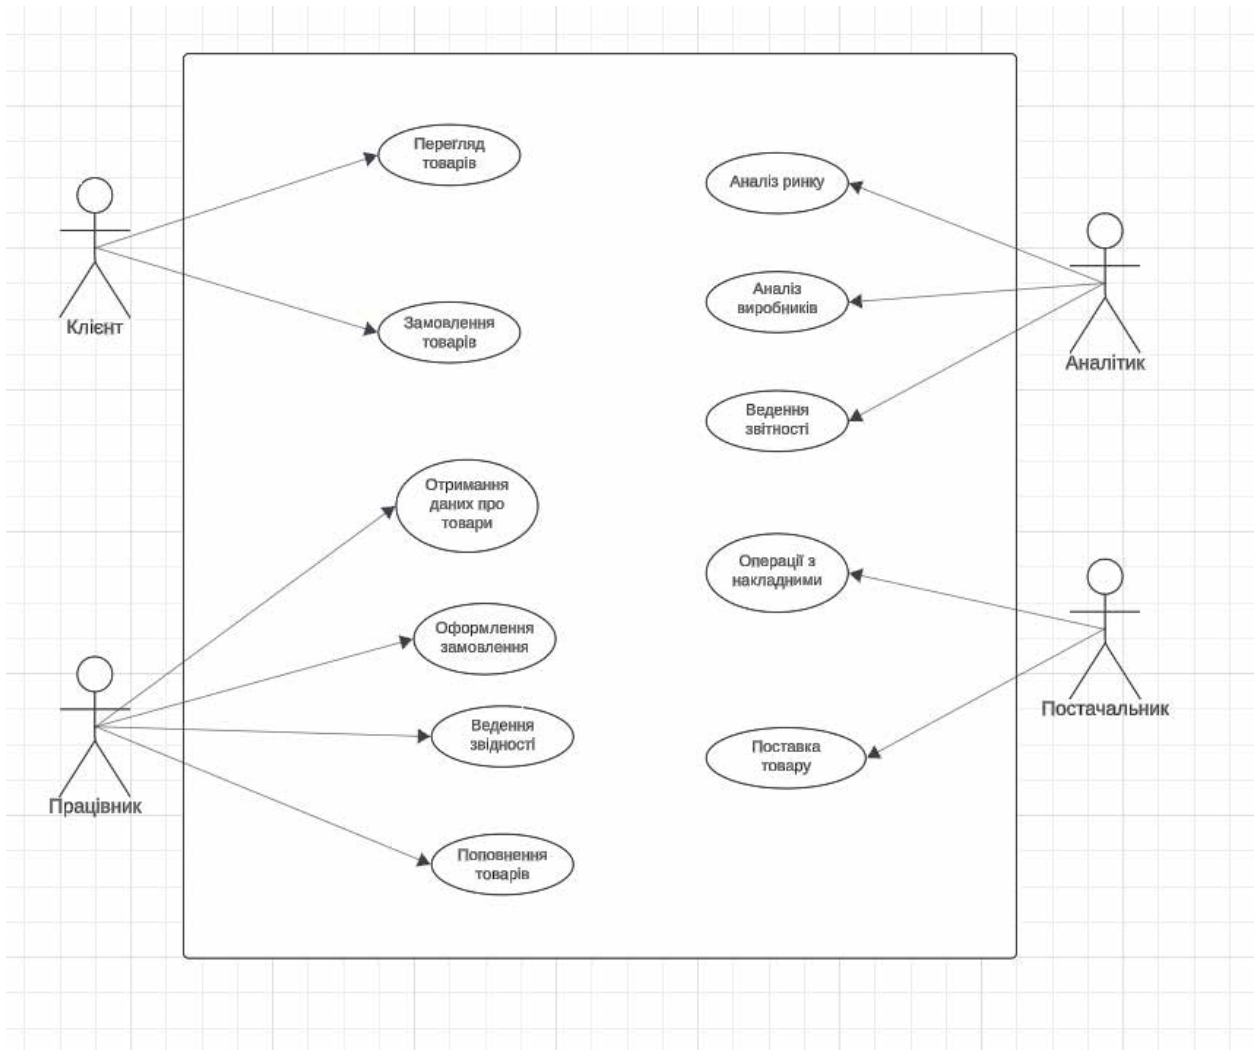 Перегляд
товарів
Клієнт
Замовлення
товарів
Аналіз ринку
Аналіз
виробників
Ведення
звітності
Аналітик
Отримання
даних про
товари
Оформлення
замовлення
Ведення
звідності
Поповнення
товарів
Працівник
Операції з
накладними
Поставка
товару
Постачальник